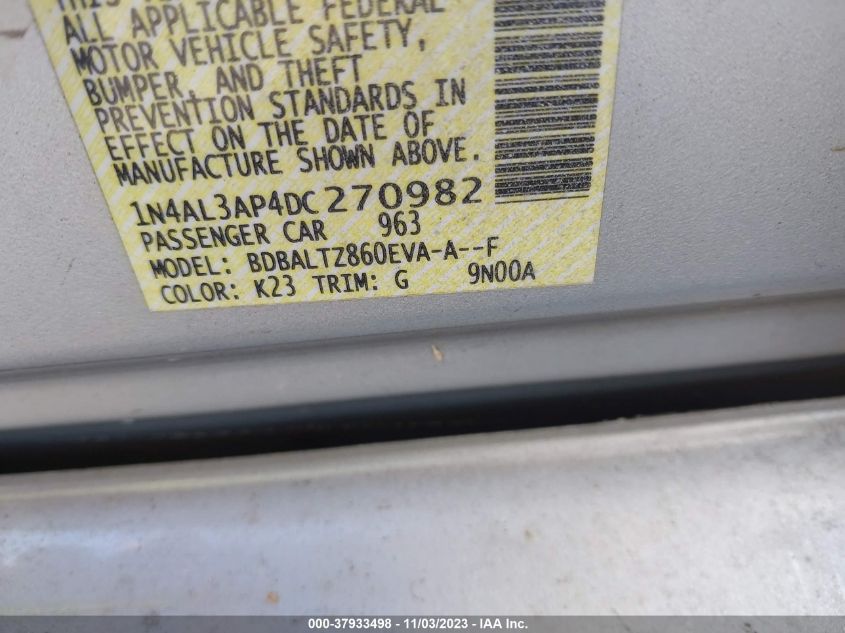 ALL APPLICABLE FEDERAL
MOTOR VEHICLE SAFETY,
BUMPER, AND THEFT
PREVENTION STANDARDS IN
EFFECT ON THE DATE OF
MANUFACTURE SHOWN ABOVE.
1N4AL3AP4DC270982
PASSENGER CAR 963
MODEL: BDBALTZ860EVA-A--F
COLOR: K23 TRIM: G 9N00A
000-37933498 - 11/03/2023 - IAA Inc.